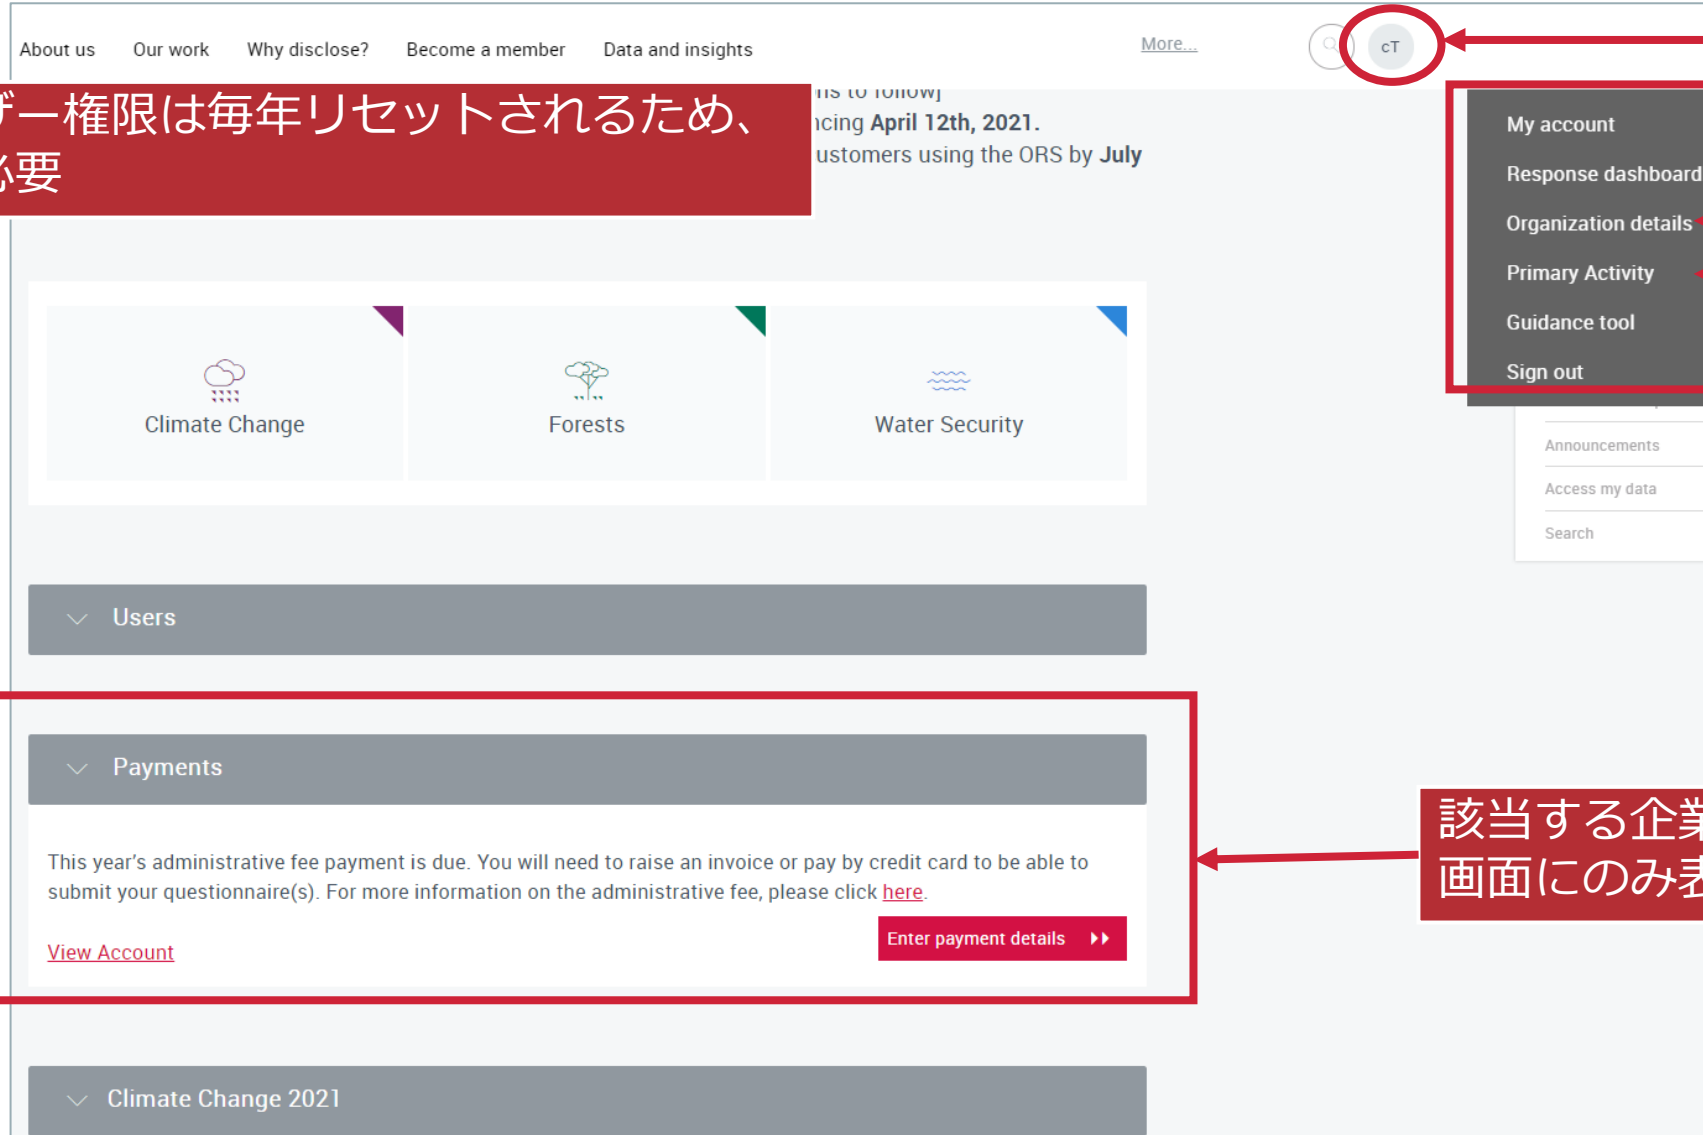 About us Our work Why disclose? Become a member Data and insights More... cT
ザー権限は毎年リセットされるため、
必要
ns to follow]
ncing April 12th, 2021.
ustomers using the ORS by July
My account
Response dashboard
Organization details
Primary Activity
Guidance tool
Sign out
Climate Change Forests Water Security
Announcements
Access my data
Search
Users
Payments
This year's administrative fee payment is due. You will need to raise an invoice or pay by credit card to be able to
submit your questionnaire(s). For more information on the administrative fee, please click here.
Enter payment details
View Account
該当する企業
画面にのみ表
Climate Change 2021